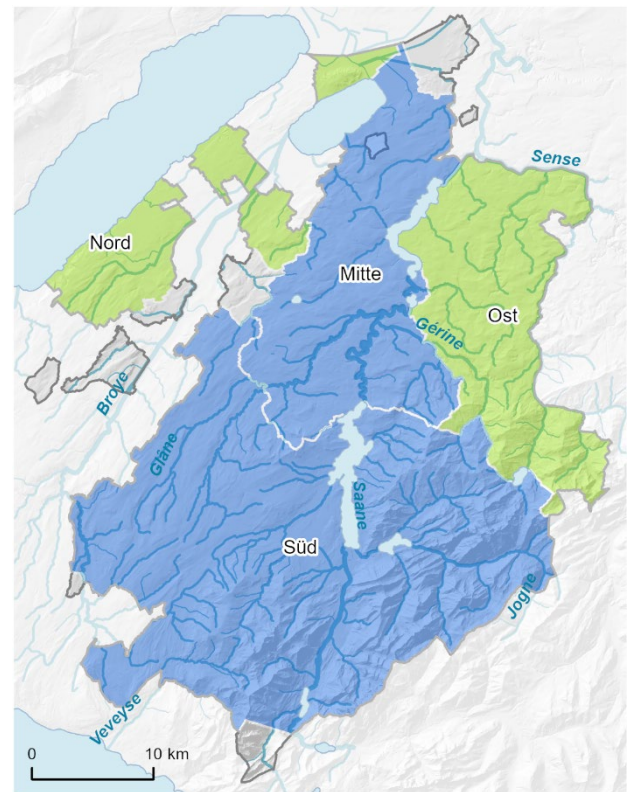 Sense
Nord
Mitte
Ost
Gérine
Broye
Glâne
Saane
Süd
Jogne
Veveyse
0 10 km